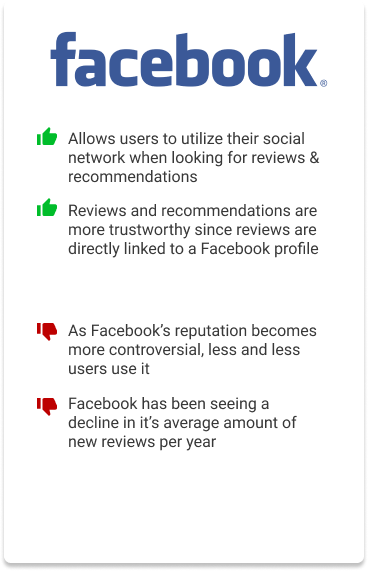 facebook®
Allows users to utilize their social
network when looking for reviews &
recommendations
Reviews and recommendations are
more trustworthy since reviews are
directly linked to a Facebook profile
As Facebook’s reputation becomes
more controversial, less and less
users use it
Facebook has been seeing a
decline in it’s average amount of
new reviews per year